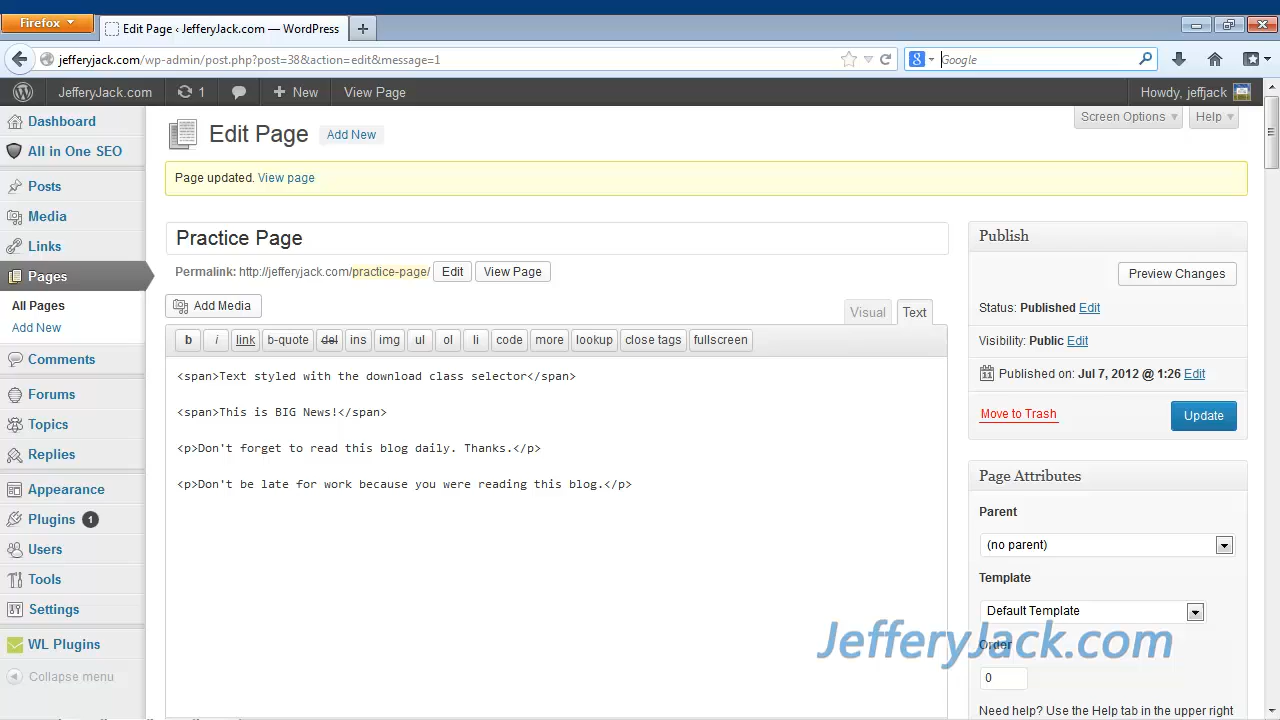 Firefox
Edit Page ‹ JefferyJack.com — WordPress
jefferyjack.com/wp-admin/post.php?post=38&action=edit&message=1
Google
JefferyJack.com
1
New
View Page
Howdy, jeffjack
Dashboard
All in One SEO
Posts
Media
Links
Pages
All Pages
Add New
Comments
Forums
Topics
Replies
Appearance
Plugins 1
Users
Tools
Settings
WL Plugins
Collapse menu
Screen Options
Help
Edit Page
Add New
Page updated. View page
Practice Page
Permalink: http://jefferyjack.com/practice-page/ Edit View Page
Add Media
Visual
Text
b i link b-quote del ins img ul ol li code more lookup close tags fullscreen
<span>Text styled with the download class selector</span>
<span>This is BIG News!</span>
<p>Don't forget to read this blog daily. Thanks.</p>
<p>Don't be late for work because you were reading this blog.</p>
Publish
Preview Changes
Status: Published Edit
Visibility: Public Edit
11 Published on: Jul 7, 2012 @ 1:26 Edit
Move to Trash
Update
Page Attributes
Parent
(no parent)
Template
Default Template
Order
JefferyJack.com
0
Need help? Use the Help tab in the upper right